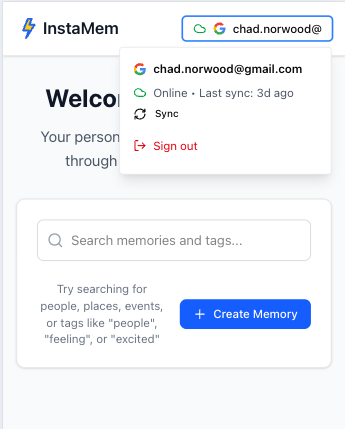 InstaMem
chad.norwood@
chad.norwood@gmail.com
Online • Last sync: 3d ago
Sync
Sign out
Welco
Your person
through
Search memories and tags...
Try searching for
people, places, events,
or tags like "people",
"feeling", or "excited"
Create Memory